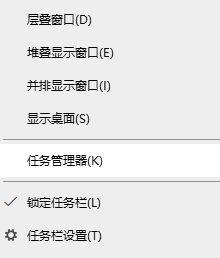 层叠窗口(D)
堆叠显示窗口(E)
并排显示窗口(I)
显示桌面(S)
任务管理器(K)
锁定任务栏(L)
任务栏设置(T)